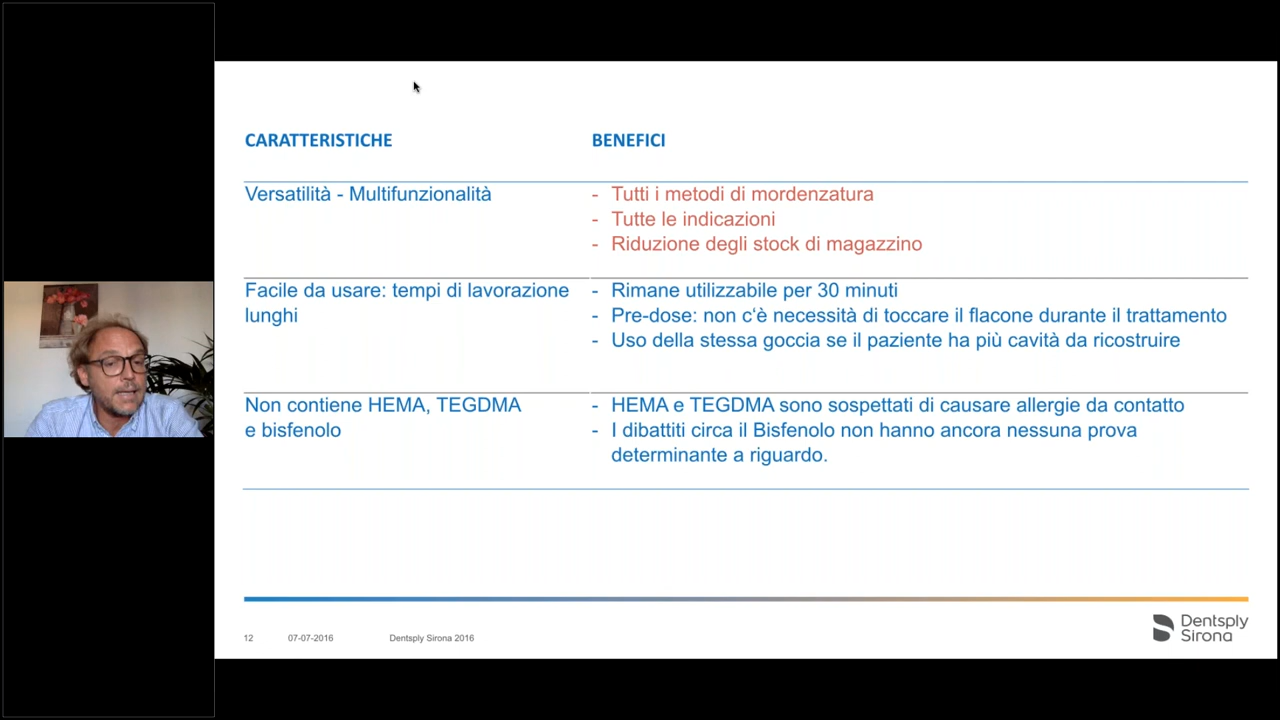 CARATTERISTICHE BENEFICI
Versatilità - Multifunzionalità
- Tutti i metodi di mordenzatura
- Tutte le indicazioni
- Riduzione degli stock di magazzino
Facile da usare: tempi di lavorazione
lunghi
- Rimane utilizzabile per 30 minuti
- Pre-dose: non c‘è necessità di toccare il flacone durante il trattamento
- Uso della stessa goccia se il paziente ha più cavità da ricostruire
Non contiene HEMA, TEGDMA
e bisfenolo
- HEMA e TEGDMA sono sospettati di causare allergie da contatto
- I dibattiti circa il Bisfenolo non hanno ancora nessuna prova
determinante a riguardo.
12 07-07-2016 Dentsply Sirona 2016
Dentsply
Sirona